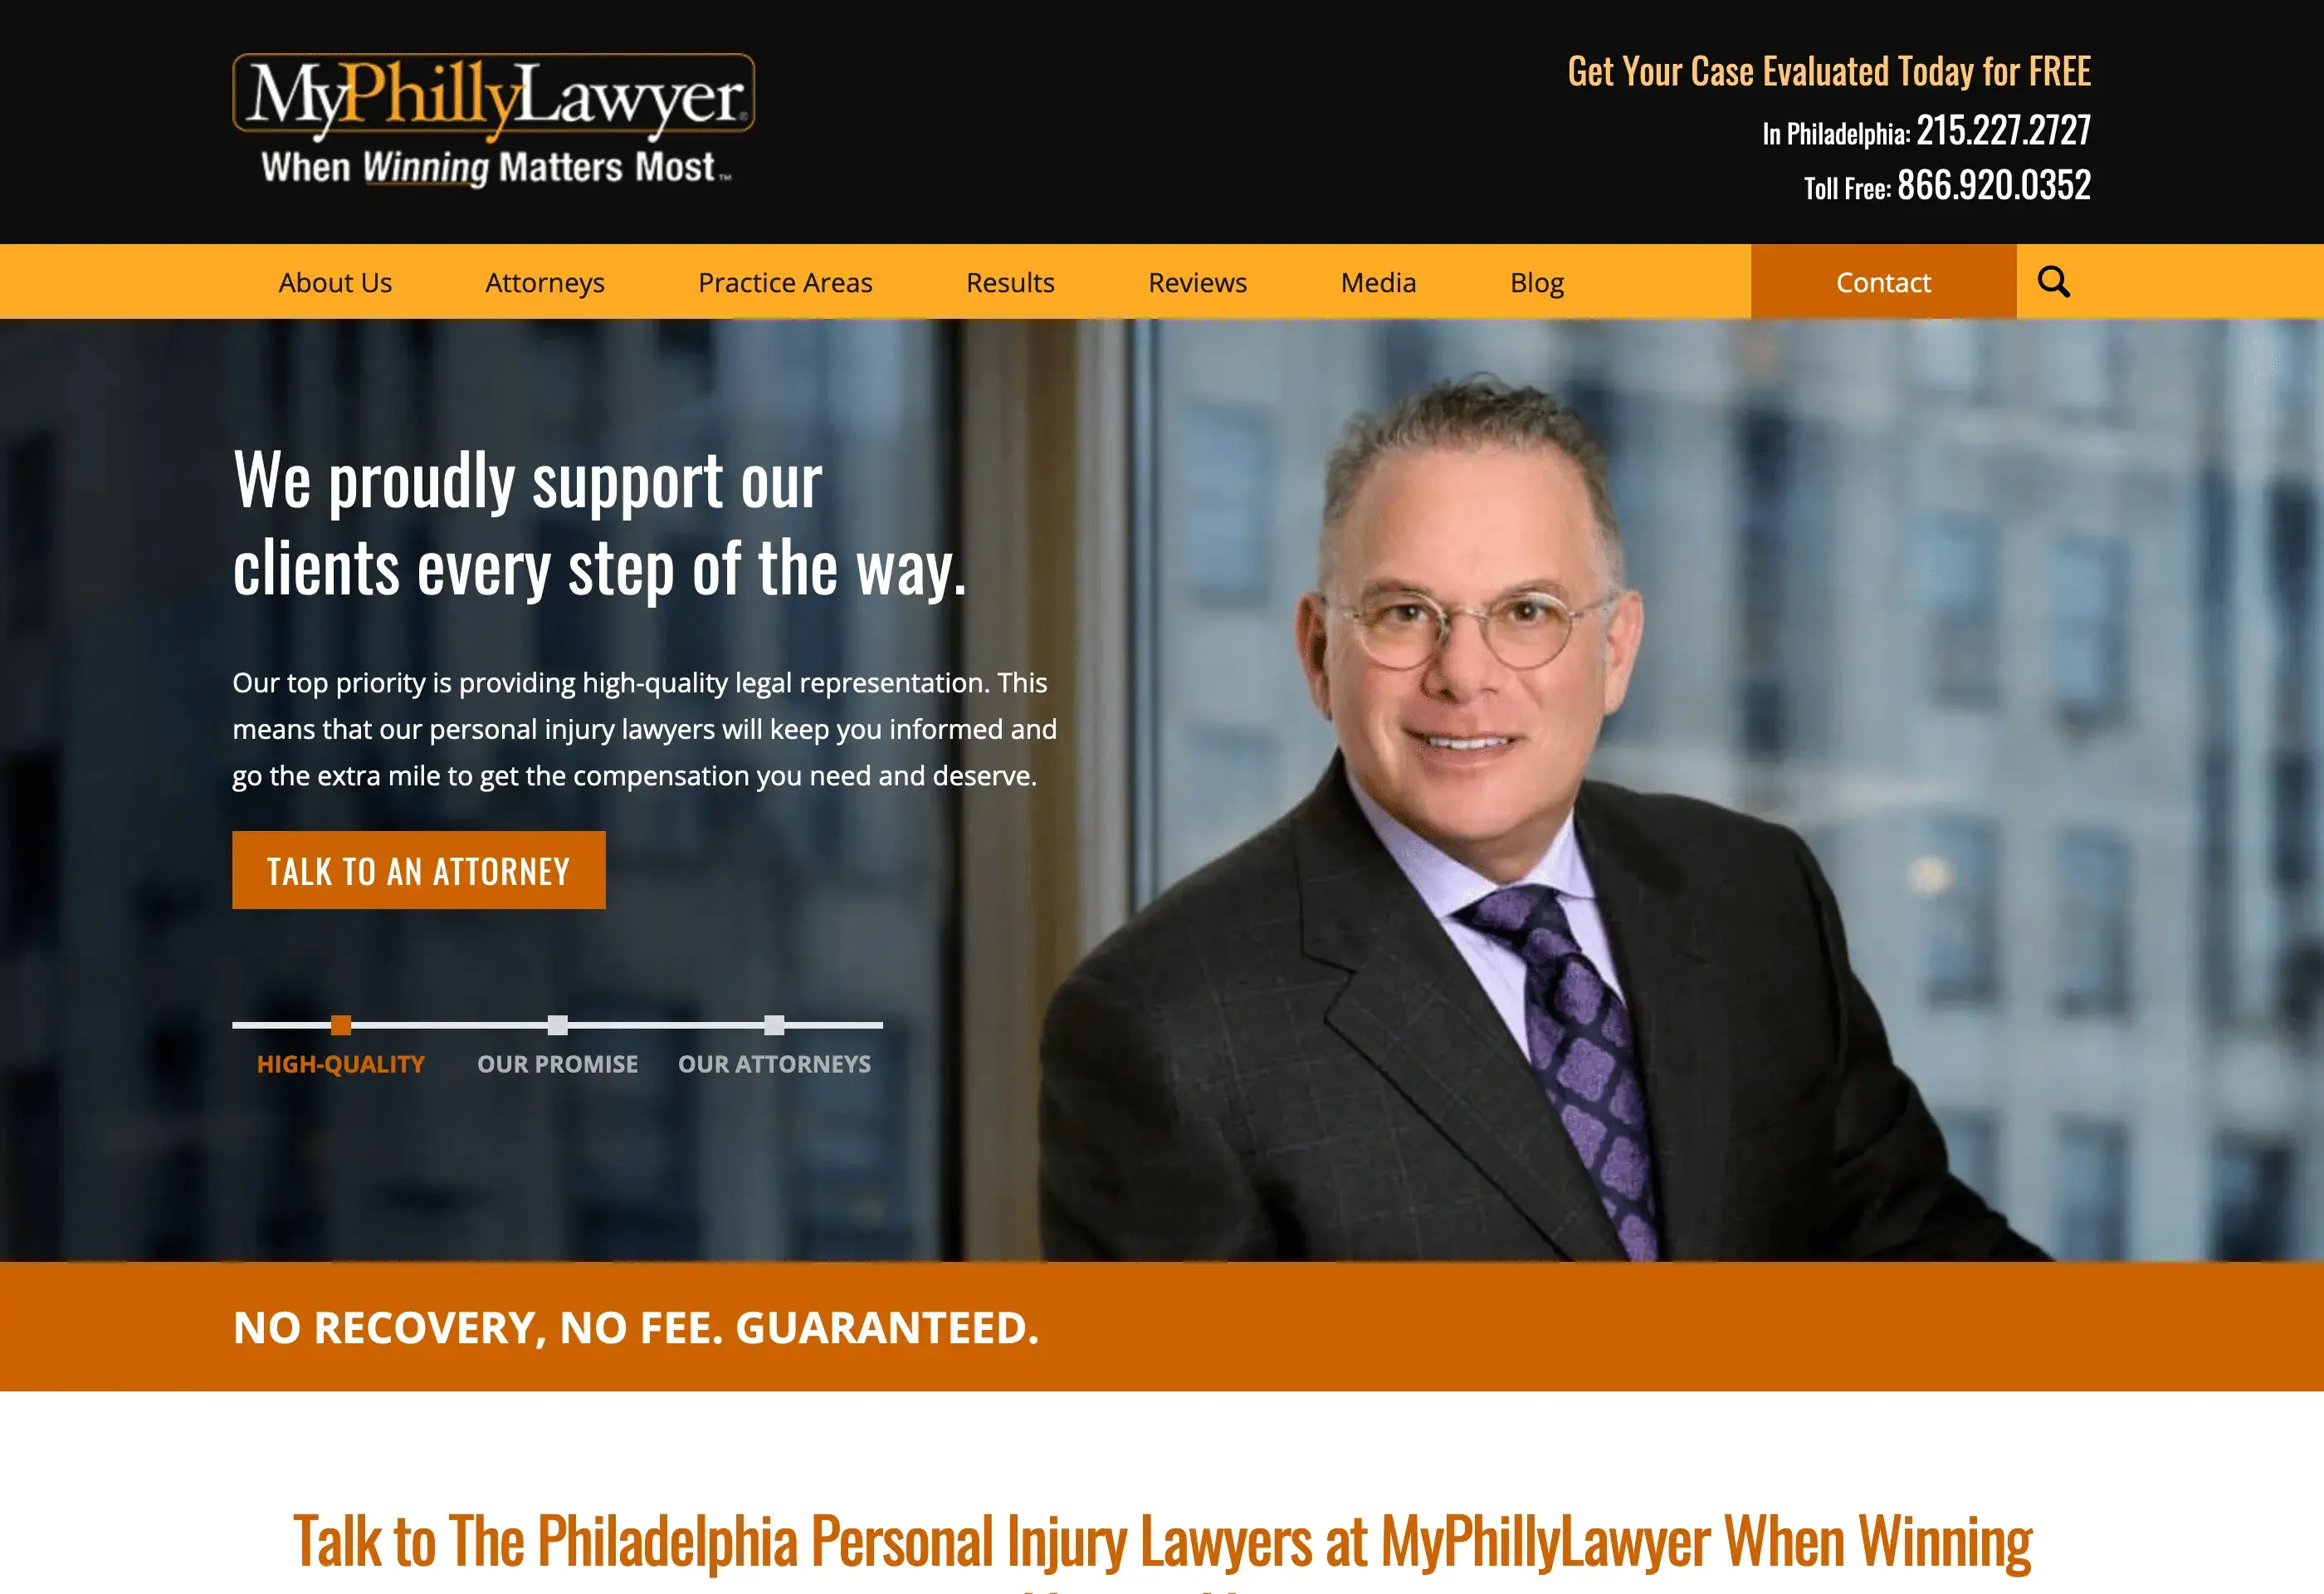 MyPhillyLawyer®
When Winning Matters Most™
Get Your Case Evaluated Today for FREE
In Philadelphia: 215.227.2727
Toll Free: 866.920.0352
About Us Attorneys Practice Areas Results Reviews Media Blog Contact
We proudly support our
clients every step of the way.
Our top priority is providing high-quality legal representation. This
means that our personal injury lawyers will keep you informed and
go the extra mile to get the compensation you need and deserve.
TALK TO AN ATTORNEY
HIGH-QUALITY OUR PROMISE OUR ATTORNEYS
NO RECOVERY, NO FEE. GUARANTEED.
Talk to The Philadelphia Personal Injury Lawyers at MyPhillyLawyer When Winning